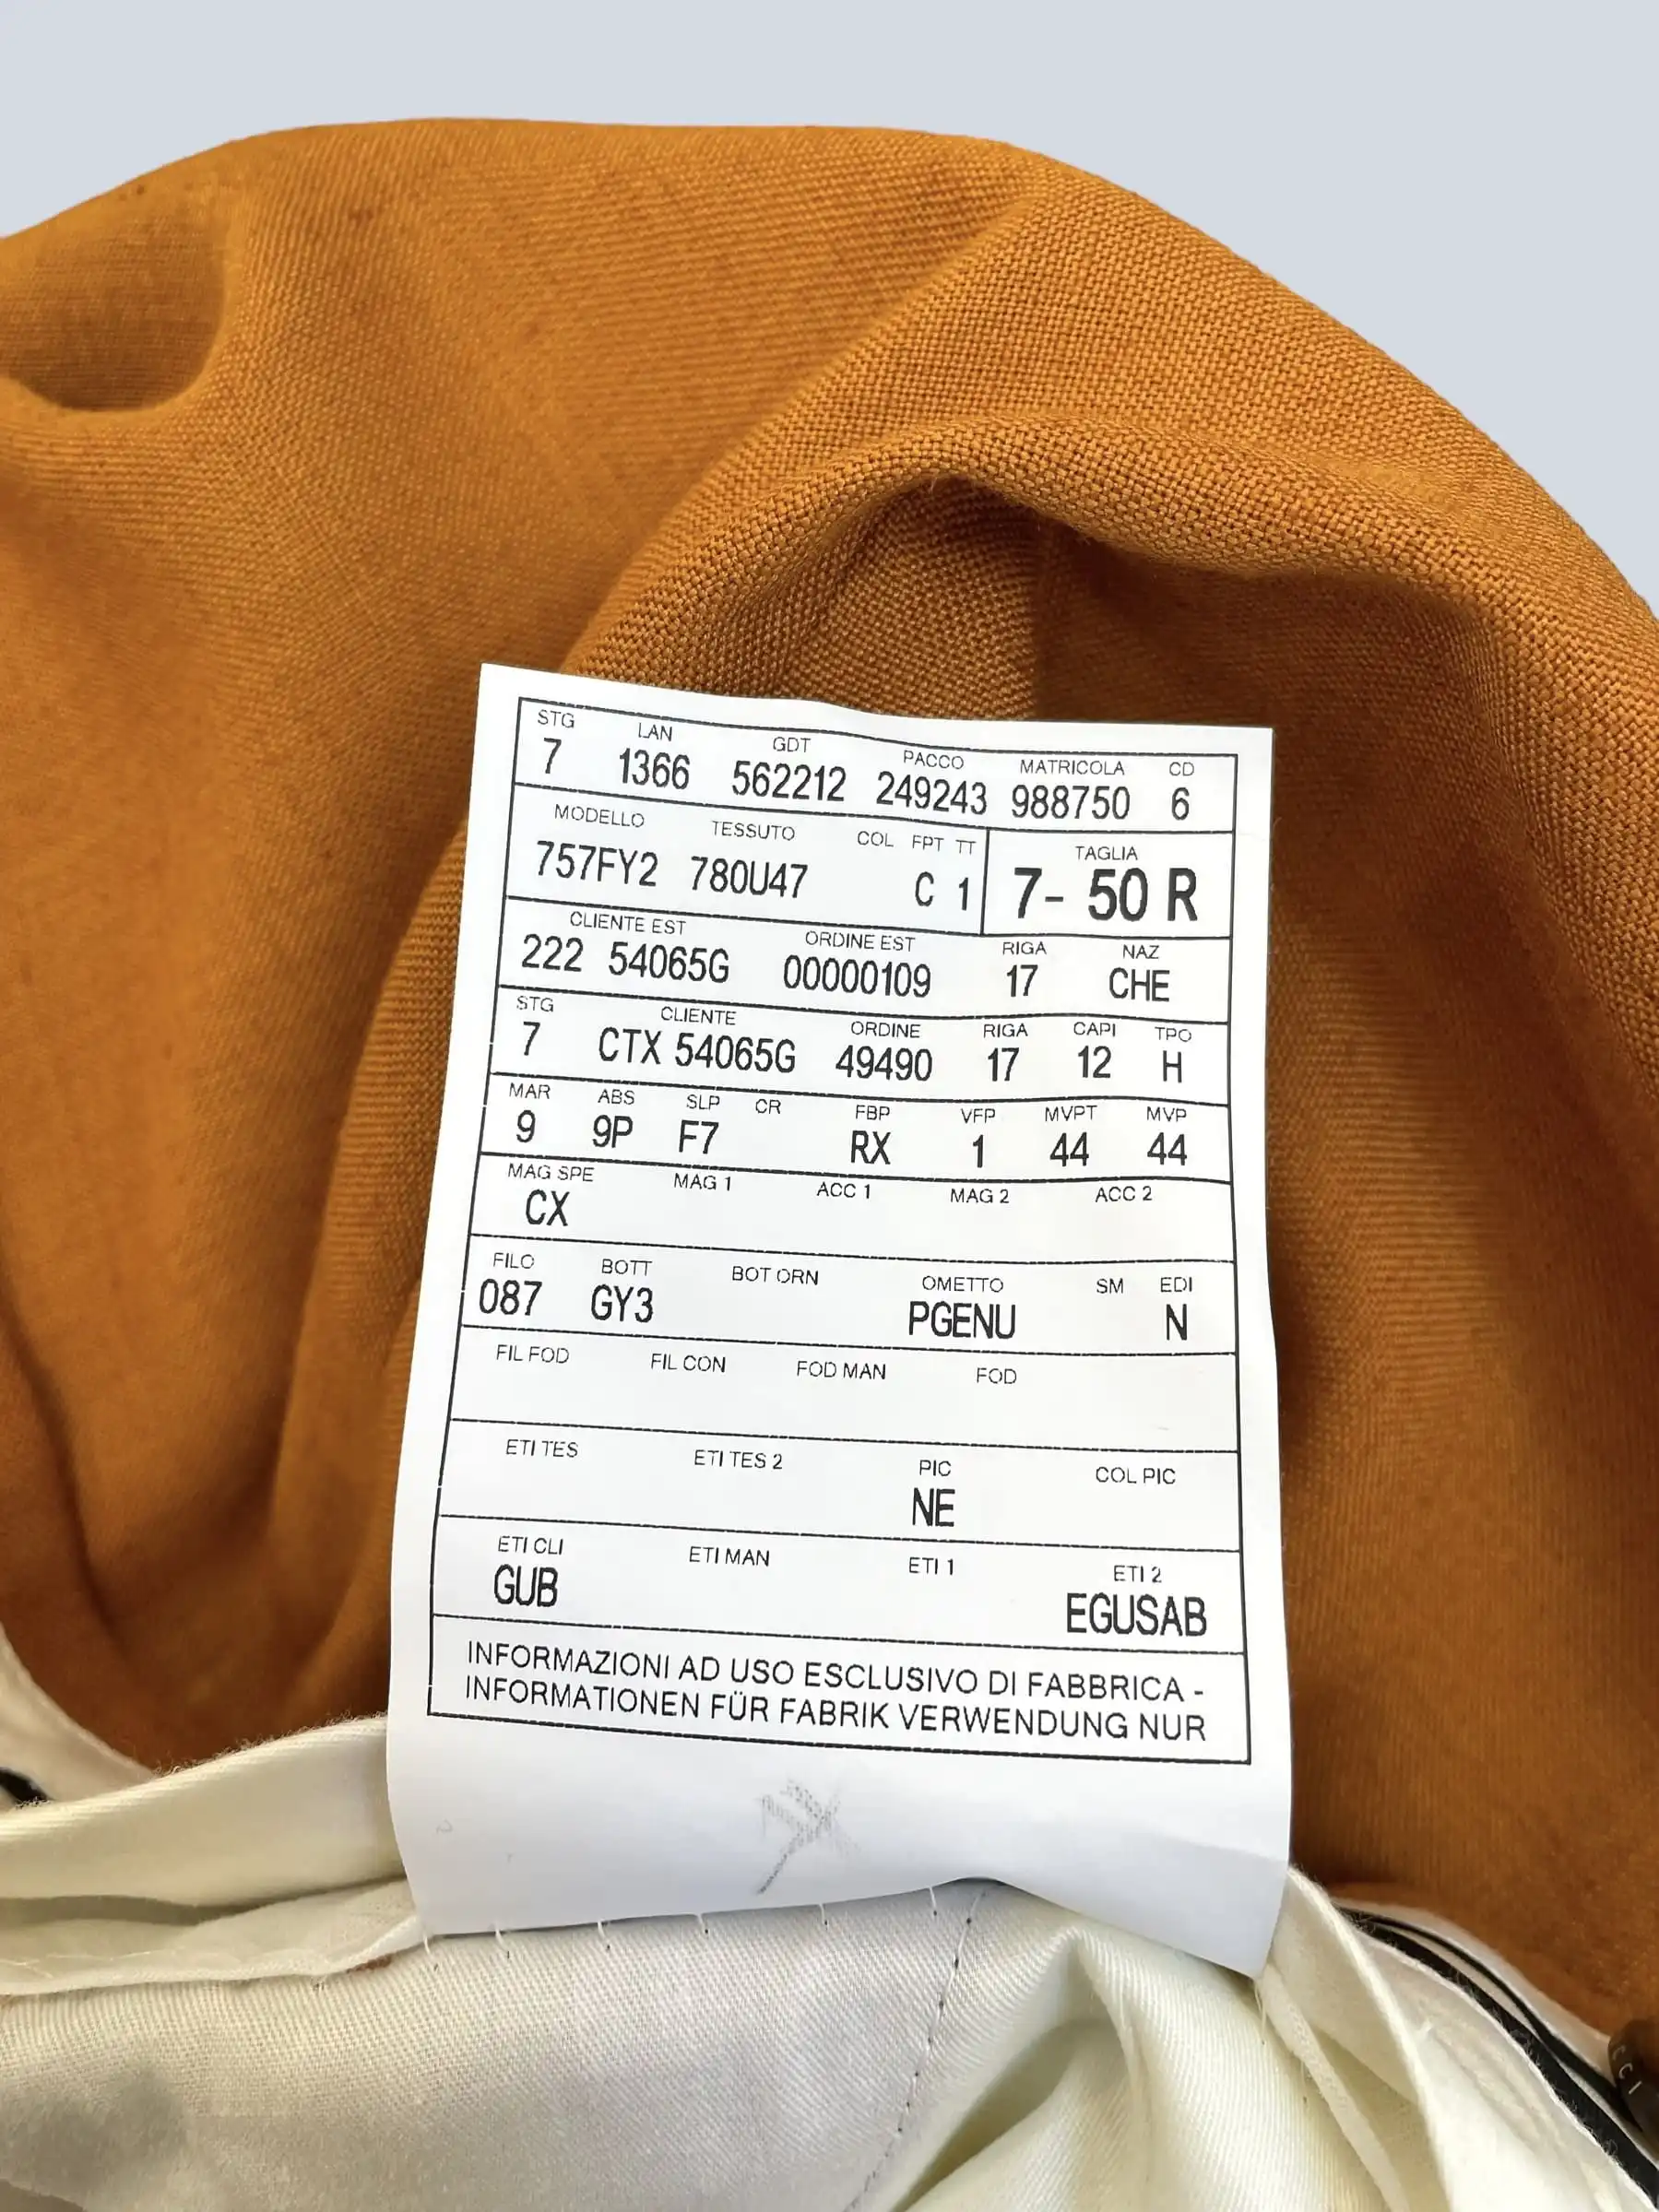 STG LAN GDT PACCO MATRICOLA CD
7 1366 562212 249243 988750 6
MODELLO TESSUTO COL FPT TT TAGLIA
757FY2 780U47 C 1 7- 50 R
CLIENTE EST ORDINE EST RIGA NAZ
222 54065G 00000109 17 CHE
STG CLIENTE ORDINE RIGA CAPI TPO
7 CTX 54065G 49490 17 12 H
MAR ABS SLP CR FBP VFP MVPT MVP
9 9P F7 RX 1 44 44
MAG SPE MAG 1 ACC 1 MAG 2 ACC 2
CX
FILO BOTT BOT ORN OMETTO SM EDI
087 GY3 PGENU N
FIL FOD FIL CON FOD MAN FOD
ETI TES ETI TES 2 PIC COL PIC
NE
ETI CLI ETI MAN ETI 1 ETI 2
GUB EGUSAB
INFORMAZIONI AD USO ESCLUSIVO DI FABBRICA -
INFORMATIONEN FÜR FABRIK VERWENDUNG NUR